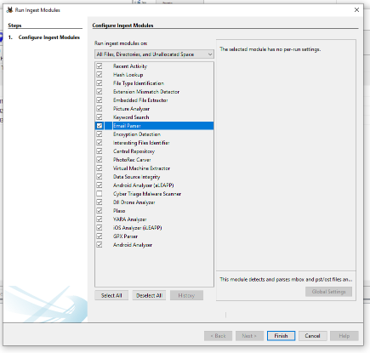 Run Ingest Modules
Steps
Configure Ingest Modules
1. Configure Ingest Modules
Run ingest modules on:
All Files, Directories, and Unallocated Space
The selected module has no per-run settings.
Recent Activity
Hash Lookup
File Type Identification
Extension Mismatch Detector
Embedded File Extractor
Picture Analyzer
Keyword Search
Email Parser
Encryption Detection
Interesting Files Identifier
Central Repository
PhotoRec Carver
Virtual Machine Extractor
Data Source Integrity
Android Analyzer (aLEAPP)
Cyber Triage Malware Scanner
DJI Drone Analyzer
Plaso
YARA Analyzer
iOS Analyzer (iLEAPP)
GPX Parser
Android Analyzer
This module detects and parses mbox and pst/ost files an...
Select All
Deselect All
History
Global Settings
< Back
Next >
Finish
Cancel
Help